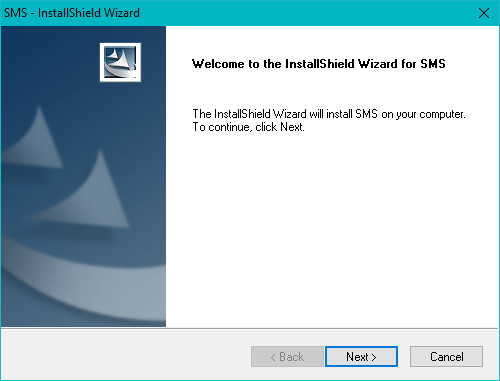 SMS - InstallShield Wizard
Welcome to the InstallShield Wizard for SMS
The InstallShield Wizard will install SMS on your computer.
To continue, click Next.
< Back
Next >
Cancel